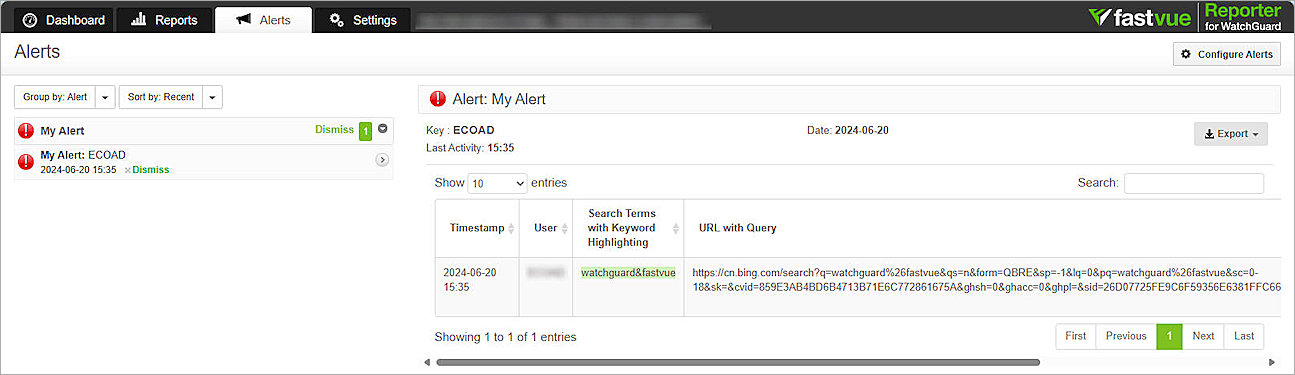 Dashboard Reports Alerts Settings
fastvue Reporter
for WatchGuard
Alerts Configure Alerts
Group by: Alert Sort by: Recent
My Alert Dismiss 1
My Alert: ECOAD
2024-06-20 15:35 ×Dismiss
Alert: My Alert
Key : ECOAD Date: 2024-06-20
Last Activity: 15:35 Export
Show 10 entries Search:
Timestamp User Search Terms with Keyword Highlighting URL with Query
2024-06-20 15:35 watchguard&fastvue https://cn.bing.com/search?q=watchguard%26fastvue&qs=n&form=QBRE&sp=-1&lq=0&pq=watchguard%26fastvue&sc=0-
18&sk=&cvid=859E3AB4BD6B4713B71E6C772861675A&ghsh=0&ghacc=0&ghpl=&sid=26D07725FE9C6F59356E6381FFC66
Showing 1 to 1 of 1 entries First Previous 1 Next Last